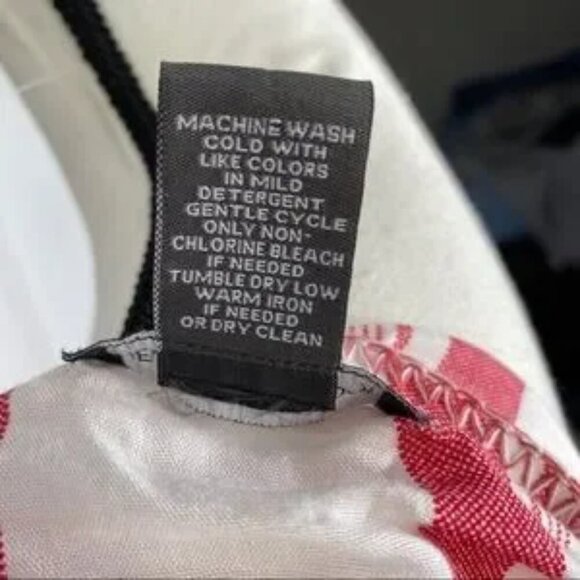 MACHINE WASH
COLD WITH
LIKE COLORS
IN MILD
DETERGENT
GENTLE CYCLE
ONLY NON-
CHLORINE BLEACH
IF NEEDED
TUMBLE DRY LOW
WARM IRON
IF NEEDED
OR DRY CLEAN